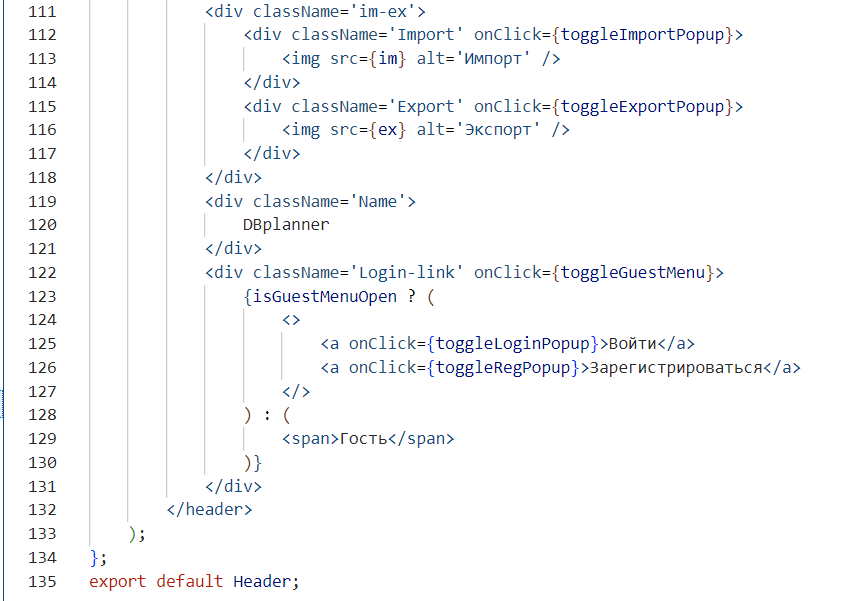 111 <div className='im-ex'>
112 <div className='Import' onClick={toggleImportPopup}>
113 <img src={im} alt='Импорт' />
114 </div>
115 <div className='Export' onClick={toggleExportPopup}>
116 <img src={ex} alt='Экспорт' />
117 </div>
118 </div>
119 <div className='Name'>
120 DBplanner
121 </div>
122 <div className='Login-link' onClick={toggleGuestMenu}>
123 {isGuestMenuOpen ? (
124 <>
125 <a onClick={toggleLoginPopup}>Войти</a>
126 <a onClick={toggleRegPopup}>Зарегистрироваться</a>
127 </>
128 ) : (
129 <span>Гость</span>
130 )}
131 </div>
132 </header>
133 );
134 };
135 export default Header;